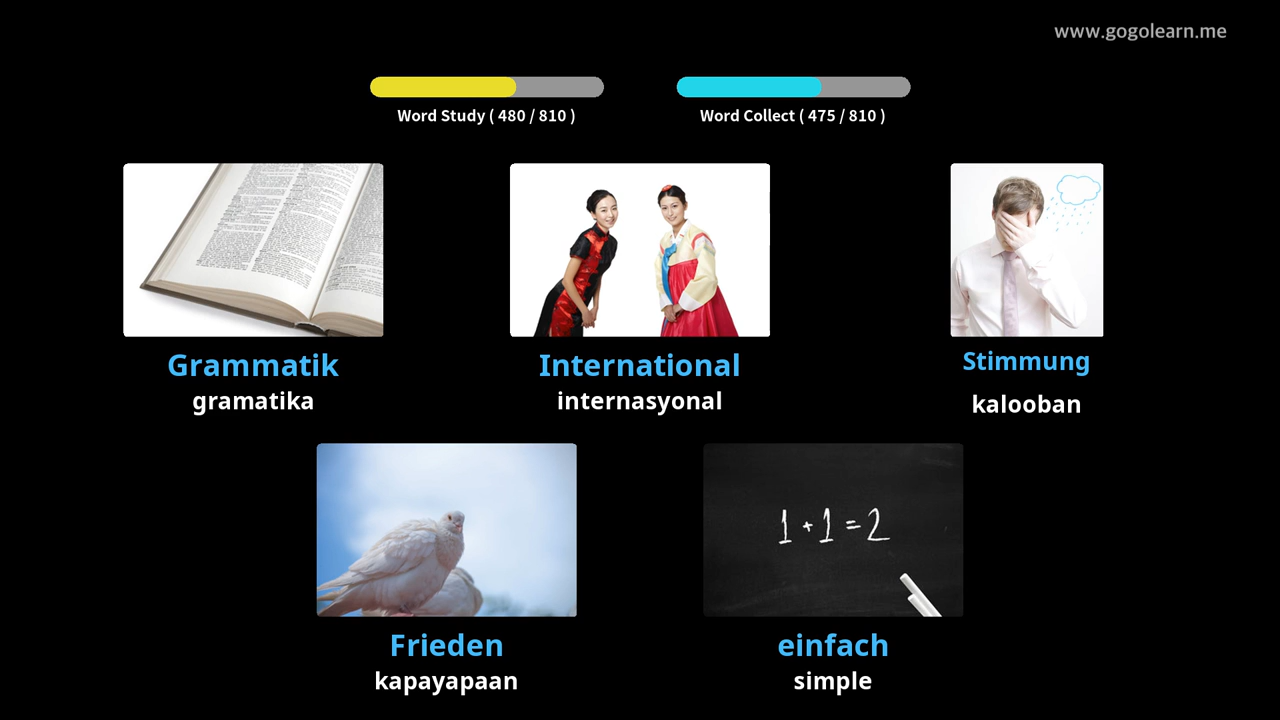 www.gogolearn.me
Word Study ( 480 / 810 )
Word Collect ( 475 / 810 )
Grammatik
gramatika
International
internasyonal
Stimmung
kalooban
1 + 1 = 2
Frieden
kapayapaan
einfach
simple